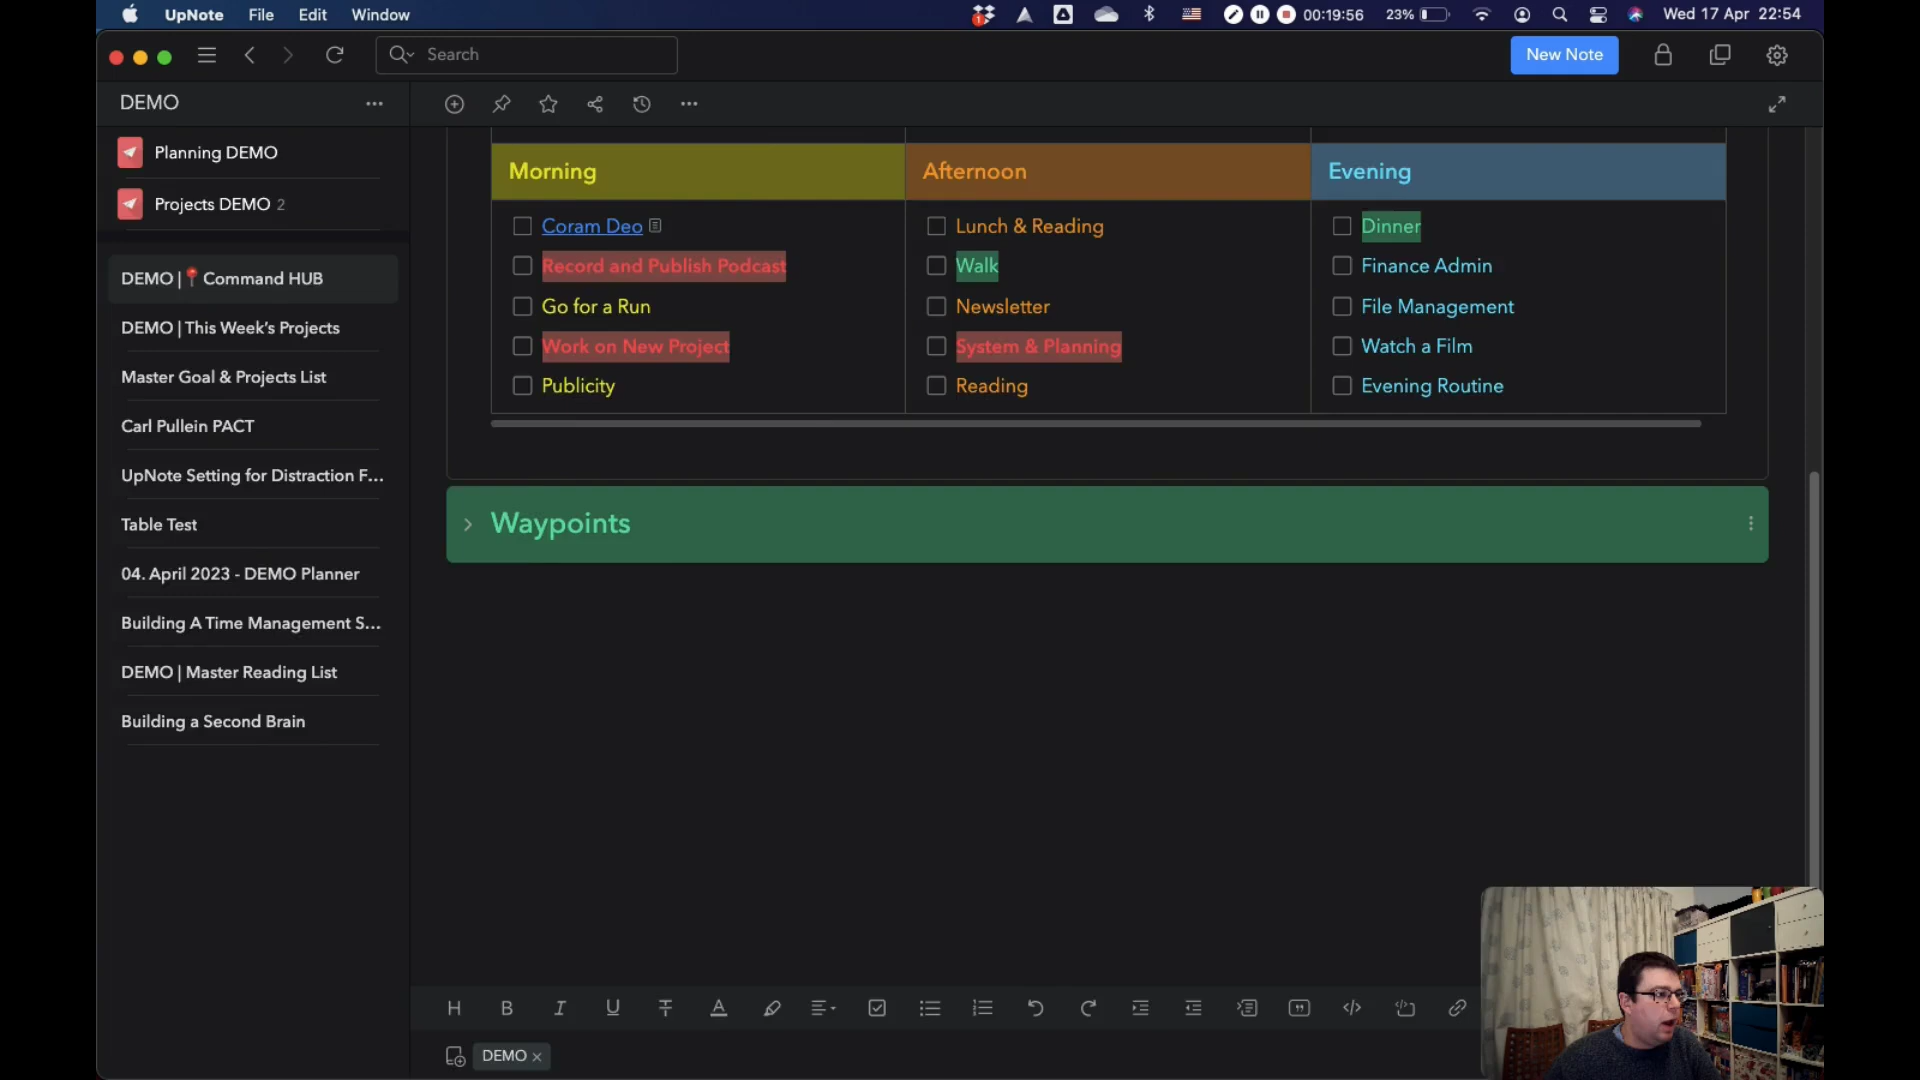 UpNote File Edit Window 1 00:19:56 23% Wed 17 Apr 22:54
Search New Note
DEMO
Planning DEMO
Projects DEMO 2
DEMO | 📍 Command HUB
DEMO | This Week's Projects
Master Goal & Projects List
Carl Pullein PACT
UpNote Setting for Distraction F...
Table Test
04. April 2023 - DEMO Planner
Building A Time Management S...
DEMO | Master Reading List
Building a Second Brain
Morning
Coram Deo
Record and Publish Podcast
Go for a Run
Work on New Project
Publicity
Afternoon
Lunch & Reading
Walk
Newsletter
System & Planning
Reading
Evening
Dinner
Finance Admin
File Management
Watch a Film
Evening Routine
Waypoints
H B I U T A
DEMO ×